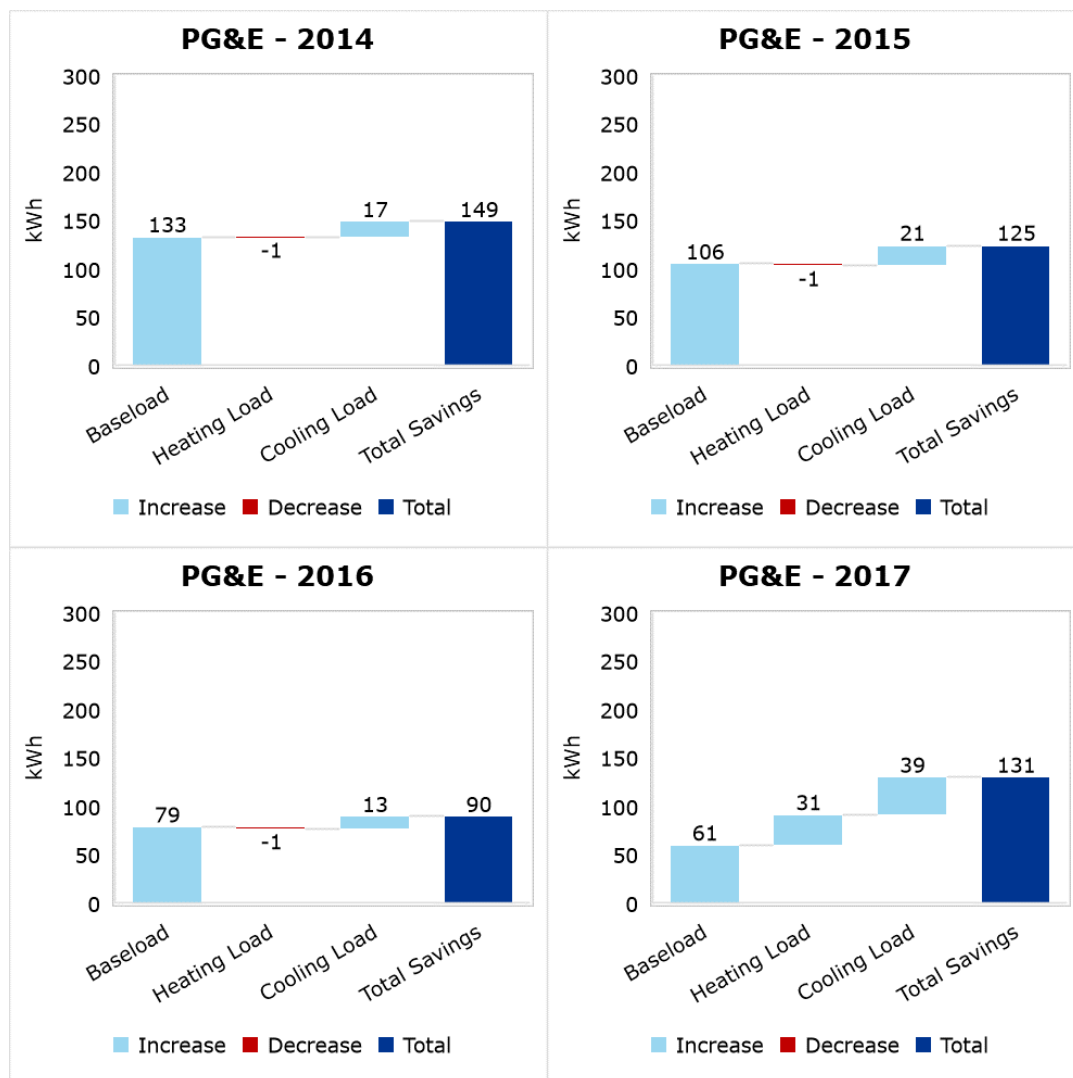 PG&E - 2014
300
250
200
150
100
50
0
kWh
133
-1
17
149
Baseload
Heating Load
Cooling Load
Total Savings
Increase Decrease Total
PG&E - 2015
300
250
200
150
100
50
0
kWh
106
-1
21
125
Baseload
Heating Load
Cooling Load
Total Savings
Increase Decrease Total
PG&E - 2016
300
250
200
150
100
50
0
kWh
79
-1
13
90
Baseload
Heating Load
Cooling Load
Total Savings
Increase Decrease Total
PG&E - 2017
300
250
200
150
100
50
0
kWh
61
31
39
131
Baseload
Heating Load
Cooling Load
Total Savings
Increase Decrease Total